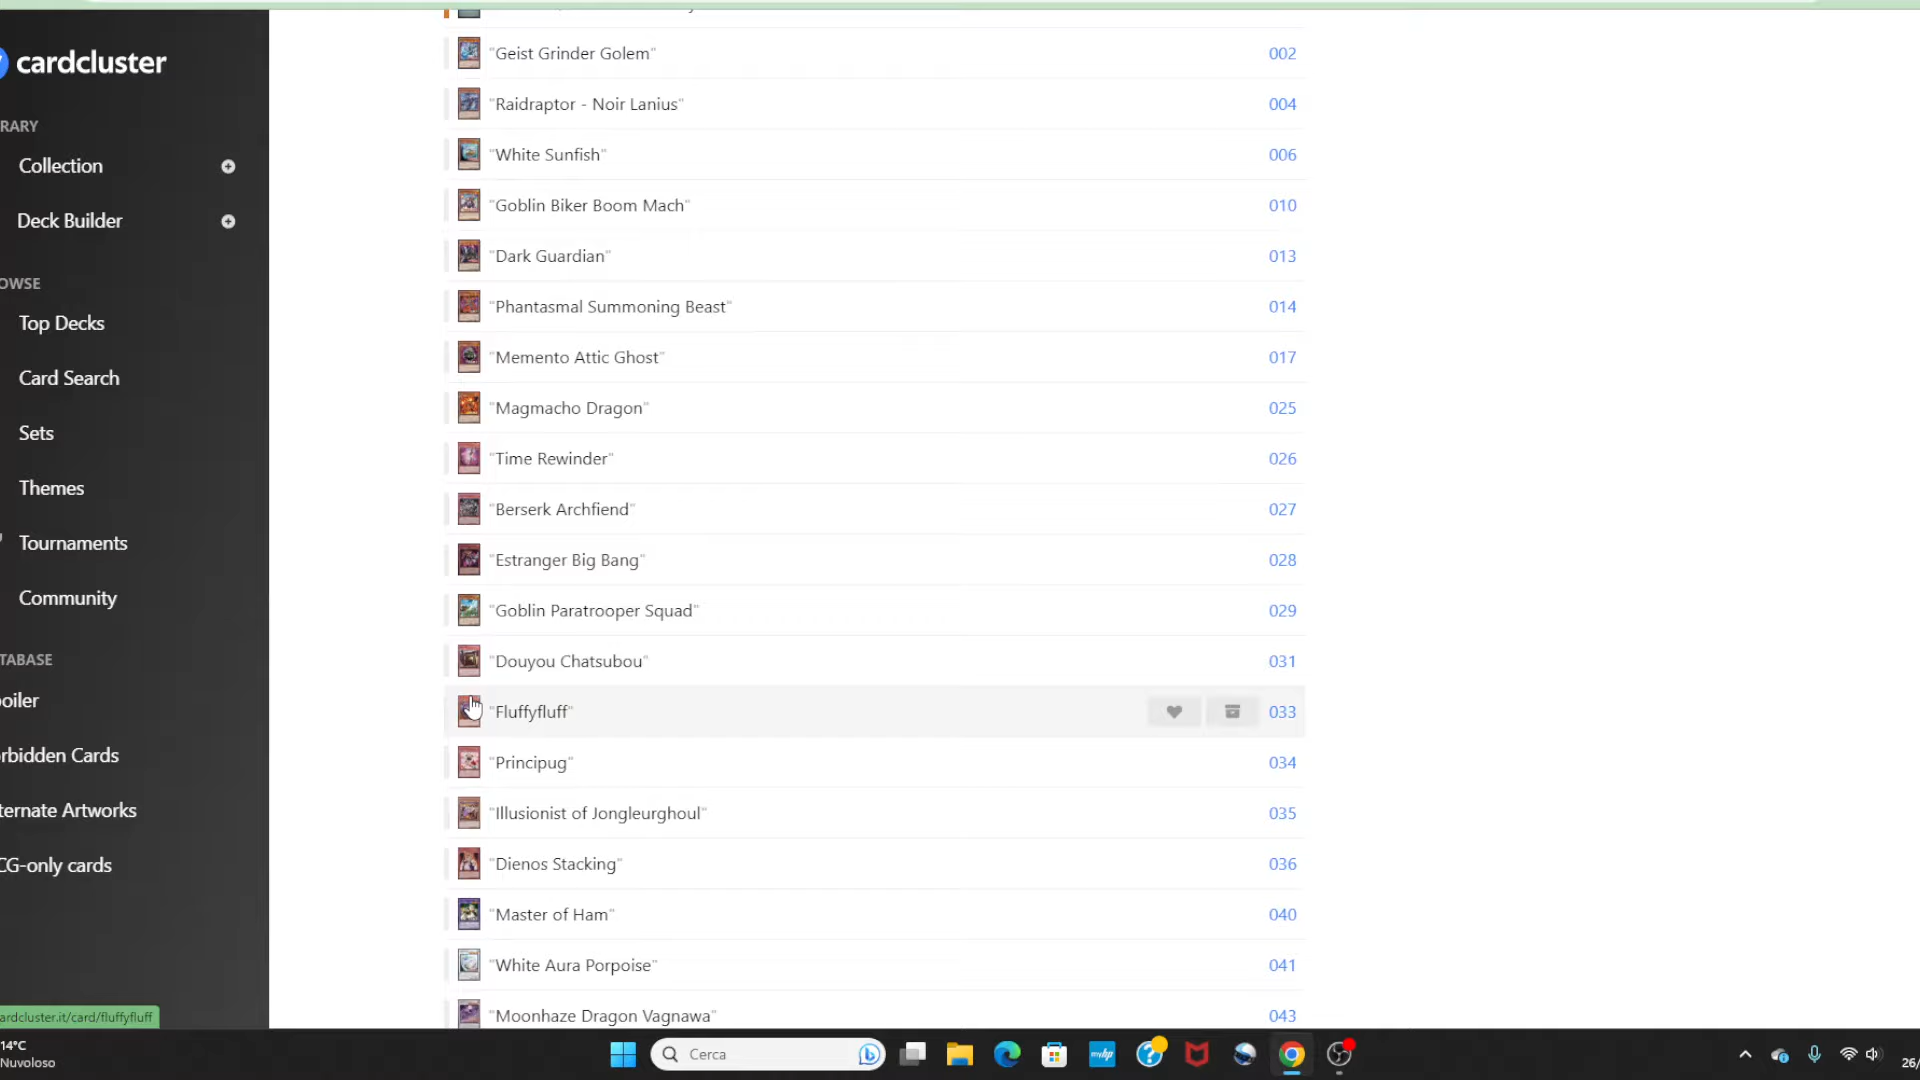 cardcluster
RARY
Collection
Deck Builder
OWSE
Top Decks
Card Search
Sets
Themes
Tournaments
Community
TABASE
oiler
rbidden Cards
ternate Artworks
CG-only cards
"Geist Grinder Golem" 002
"Raidraptor - Noir Lanius" 004
"White Sunfish" 006
"Goblin Biker Boom Mach" 010
"Dark Guardian" 013
"Phantasmal Summoning Beast" 014
"Memento Attic Ghost" 017
"Magmacho Dragon" 025
"Time Rewinder" 026
"Berserk Archfiend" 027
"Estranger Big Bang" 028
"Goblin Paratrooper Squad" 029
"Douyou Chatsubou" 031
"Fluffyfluff" 033
"Principug" 034
"Illusionist of Jongleurghoul" 035
"Dienos Stacking" 036
"Master of Ham" 040
"White Aura Porpoise" 041
"Moonhaze Dragon Vagnawa" 043
ardcluster.it/card/fluffyfluff
14°C
Nuvoloso
Cerca
myhp
26/